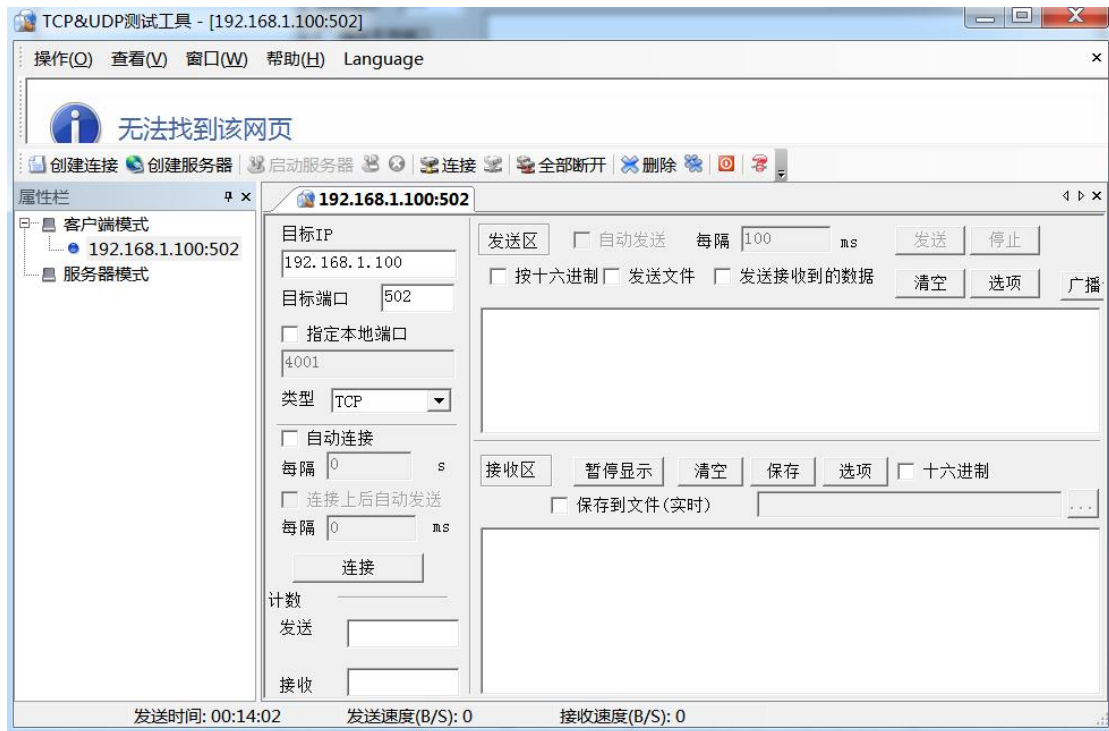 TCP&UDP测试工具 - [192.168.1.100:502]
操作(O) 查看(V) 窗口(W) 帮助(H) Language
无法找到该网页
创建连接 创建服务器 启动服务器 连接 全部断开 删除
属性栏
客户端模式
192.168.1.100:502
服务器模式
192.168.1.100:502
目标IP
192.168.1.100
目标端口 502
指定本地端口
4001
类型 TCP
自动连接
每隔 0 s
连接上后自动发送
每隔 0 ms
连接
计数
发送
接收
发送区 自动发送 每隔 100 ms 发送 停止
按十六进制 发送文件 发送接收到的数据 清空 选项 广播
接收区 暂停显示 清空 保存 选项 十六进制
保存到文件(实时) ...
发送时间: 00:14:02 发送速度(B/S): 0 接收速度(B/S): 0